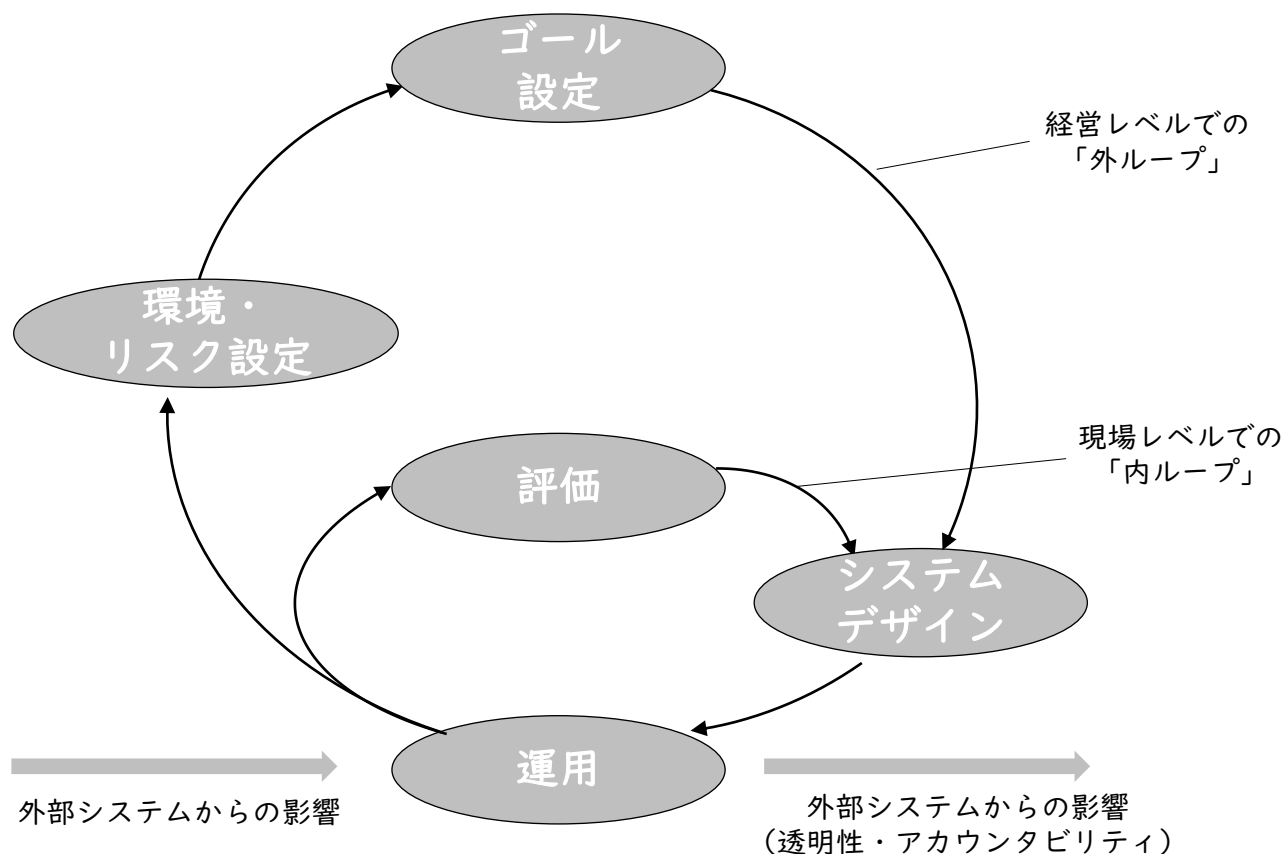 ゴール
設定
経営レベルでの
「外ループ」
環境・
リスク設定
現場レベルでの
「内ループ」
評価
システム
デザイン
運用
外部システムからの影響
外部システムからの影響
（透明性・アカウンタビリティ）